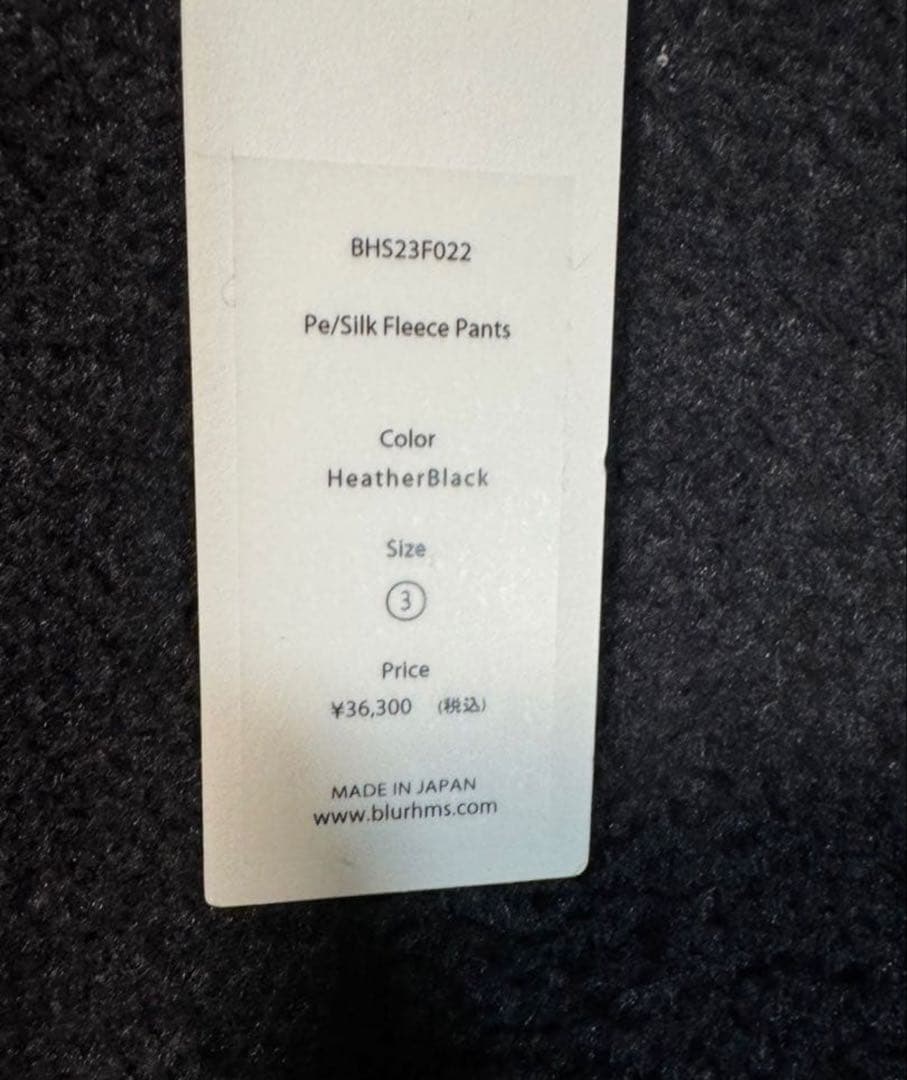 BHS23F022
Pe/Silk Fleece Pants
Color
HeatherBlack
Size
3
Price
¥36,300 (税込)
MADE IN JAPAN
www.blurhms.com